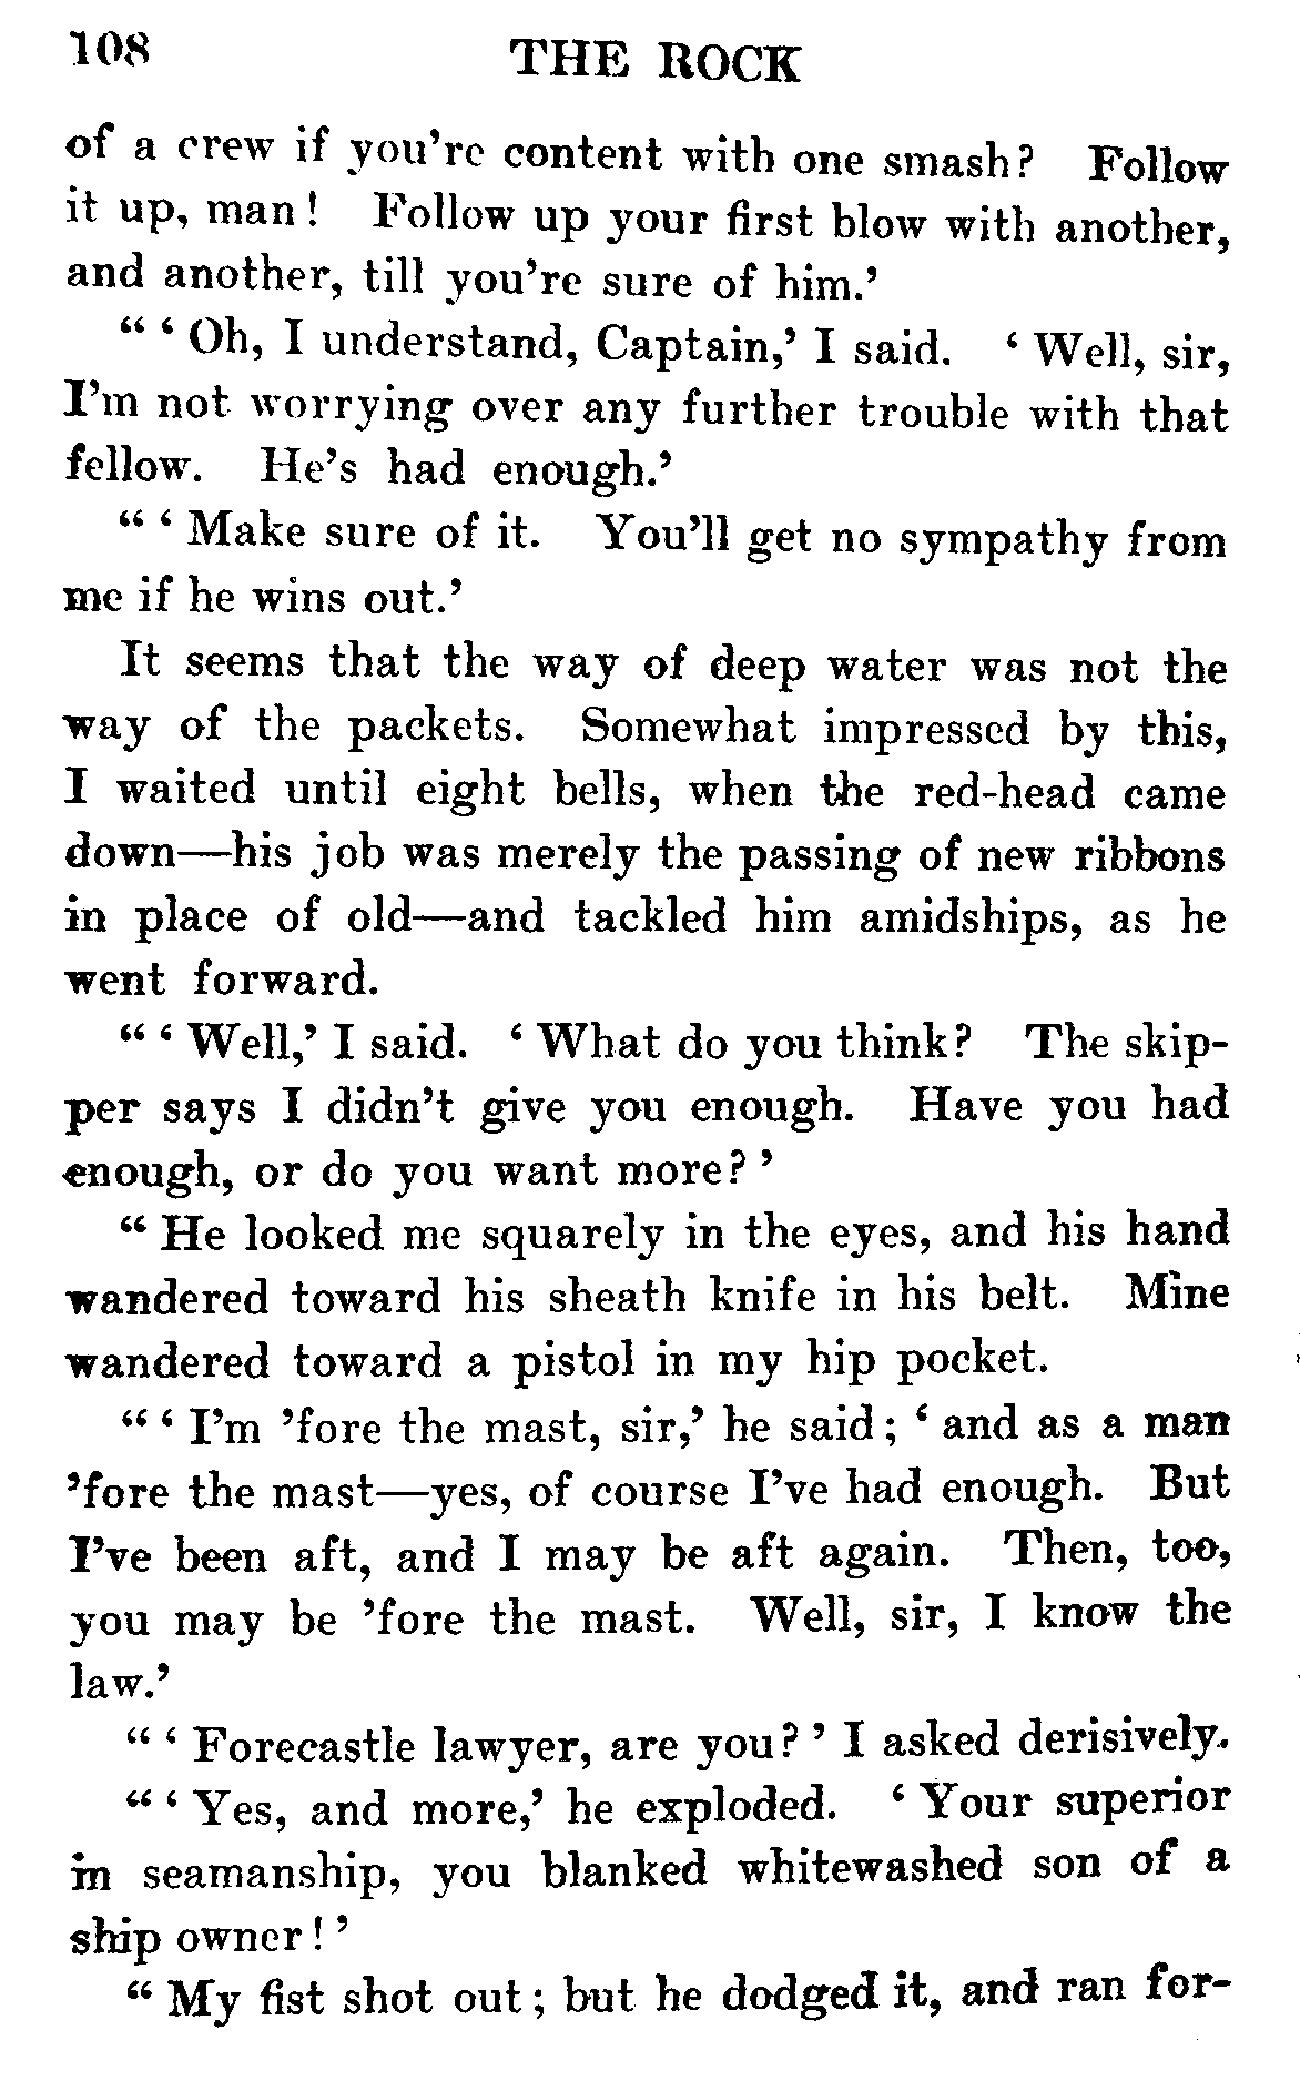 108 THE ROCK
of a crew if you're content with one smash? Follow
it up, man! Follow up your first blow with another,
and another, till you're sure of him.'
" ' Oh, I understand, Captain,' I said. ' Well, sir,
I'm not worrying over any further trouble with that
fellow. He's had enough.'
" ' Make sure of it. You'll get no sympathy from
me if he wins out.'
It seems that the way of deep water was not the
way of the packets. Somewhat impressed by this,
I waited until eight bells, when the red-head came
down—his job was merely the passing of new ribbons
in place of old—and tackled him amidships, as he
went forward.
" ' Well,' I said. ' What do you think? The skip-
per says I didn't give you enough. Have you had
enough, or do you want more? '
" He looked me squarely in the eyes, and his hand
wandered toward his sheath knife in his belt. Mine
wandered toward a pistol in my hip pocket.
" ' I'm 'fore the mast, sir,' he said; ' and as a man
'fore the mast—yes, of course I've had enough. But
I've been aft, and I may be aft again. Then, too,
you may be 'fore the mast. Well, sir, I know the
law.'
" ' Forecastle lawyer, are you? ' I asked derisively.
" ' Yes, and more,' he exploded. ' Your superior
in seamanship, you blanked whitewashed son of a
ship owner! '
" My fist shot out; but he dodged it, and ran for-